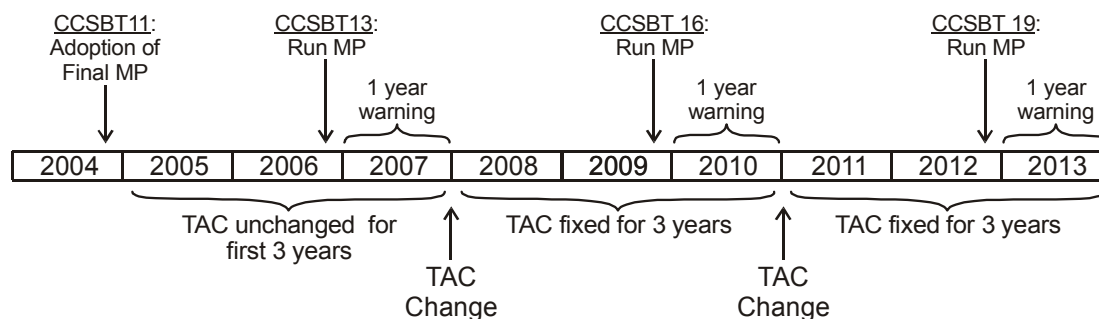 CCSBT11:
Adoption of
Final MP
CCSBT13:
Run MP
CCSBT 16:
Run MP
CCSBT 19:
Run MP
1 year
warning
1 year
warning
1 year
warning
2004 2005 2006 2007 2008 2009 2010 2011 2012 2013
TAC unchanged for
first 3 years
TAC fixed for 3 years
TAC fixed for 3 years
TAC
Change
TAC
Change